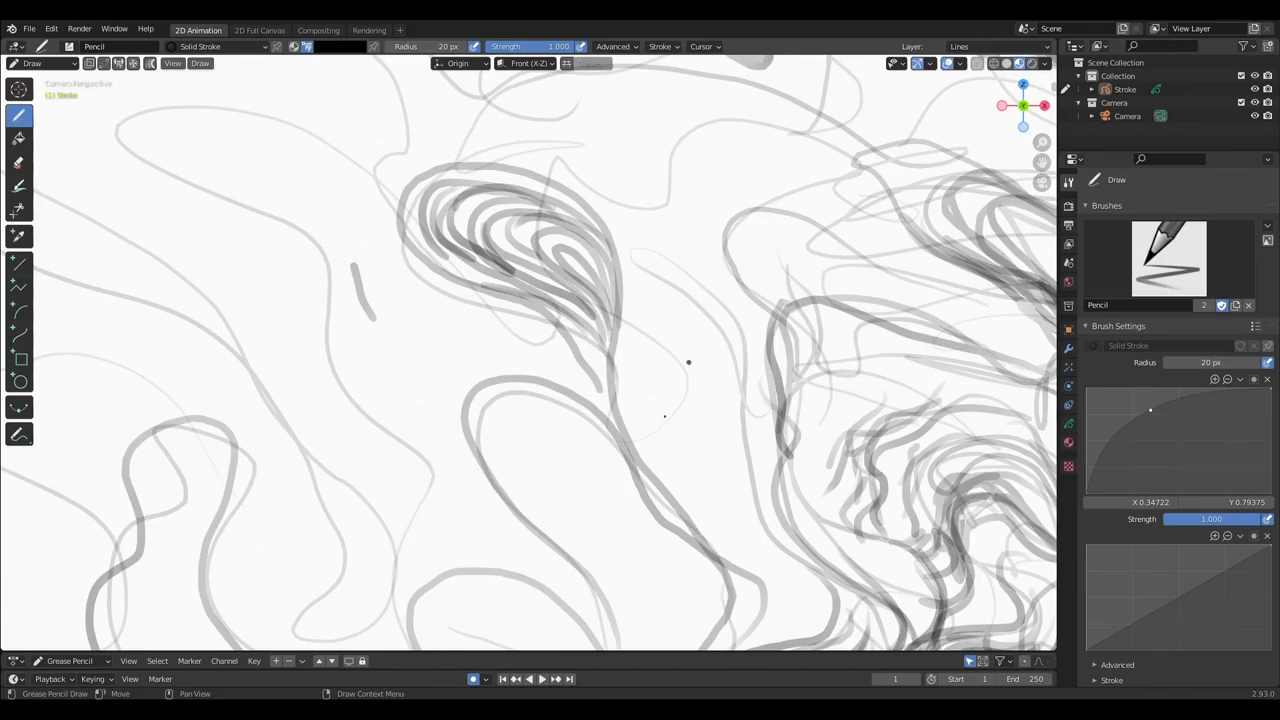 File Edit Render Window Help 2D Animation 2D Full Canvas Compositing Rendering + Scene View Layer
Pencil Solid Stroke Radius 20 px Strength 1.000 Advanced Stroke Cursor Layer: Lines
Draw View Draw Origin Front (X-Z)
Camera Perspective
(1) Stroke
Z
Y
X
Scene Collection
Collection
Stroke
Camera
Camera
Draw
Brushes
Pencil 2
Brush Settings
Solid Stroke
Radius 20 px
X 0.34722 Y 0.79375
Strength 1.000
Advanced
Stroke
Grease Pencil View Select Marker Channel Key
Playback Keying View Marker 1 Start 1 End 250
Grease Pencil Draw Move Pan View Draw Context Menu 2.93.0